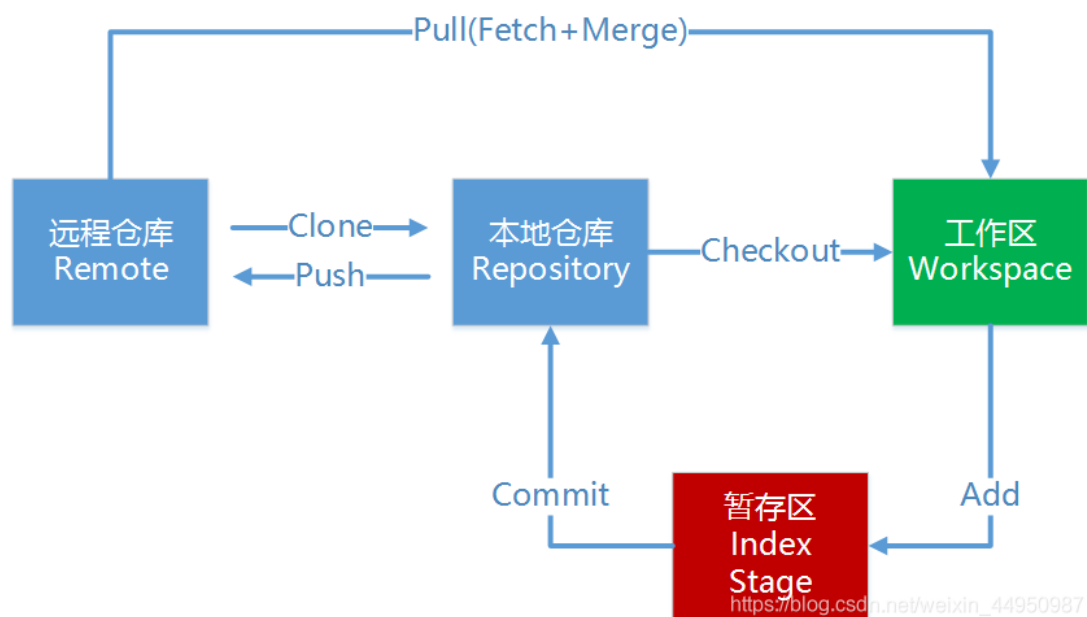 Pull(Fetch+Merge)
远程仓库
Remote
Clone
Push
本地仓库
Repository
Checkout
工作区
Workspace
Commit
暂存区
Index
Stage
Add
https://blog.csdn.net/weixin_44950987